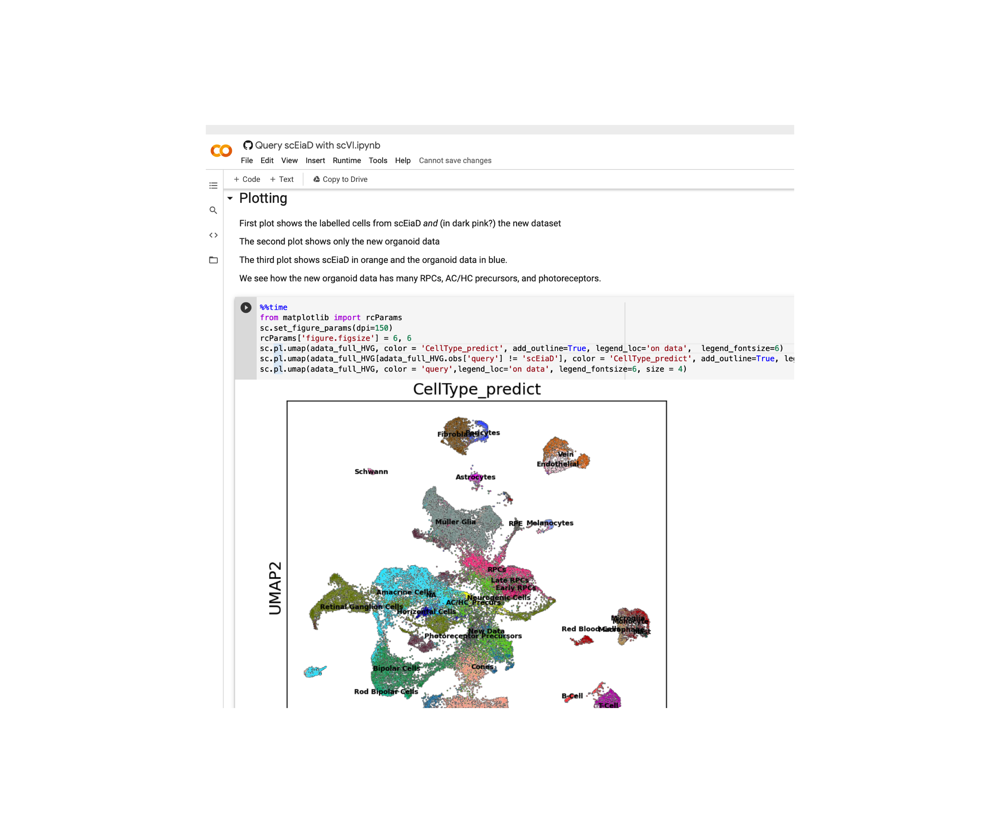 Query scEiaD with scVI.ipynb
File Edit View Insert Runtime Tools Help Cannot save changes
+ Code + Text Copy to Drive
Plotting
First plot shows the labelled cells from scEiaD and (in dark pink?) the new dataset
The second plot shows only the new organoid data
The third plot shows scEiaD in orange and the organoid data in blue.
We see how the new organoid data has many RPCs, AC/HC precursors, and photoreceptors.
%%time
from matplotlib import rcParams
sc.set_figure_params(dpi=150)
rcParams['figure.figsize'] = 6, 6
sc.pl.umap(adata_full_HVG, color = 'CellType_predict', add_outline=True, legend_loc='on data', legend_fontsize=6)
sc.pl.umap(adata_full_HVG[adata_full_HVG.obs['query'] != 'scEiaD'], color = 'CellType_predict', add_outline=True, le
sc.pl.umap(adata_full_HVG, color = 'query',legend_loc='on data', legend_fontsize=6, size = 4)
CellType_predict
Fibroblasts Pericytes
Vein
Endothelial
Schwann
Astrocytes
Muller Glia
RPE Melanocytes
UMAP2
RPCs
Late RPCs
Early RPCs
Amacrine Cells
NA
Neurogenic Cells
AC/HC_Precurs
Retinal Ganglion Cells
Horizontal Cells
Microglia
Monocyte
Red Blood Cells
Macrophage
Mast
New Data
Photoreceptor Precursors
Bipolar Cells
Cones
Rod Bipolar Cells
B-Cell
T-Cell